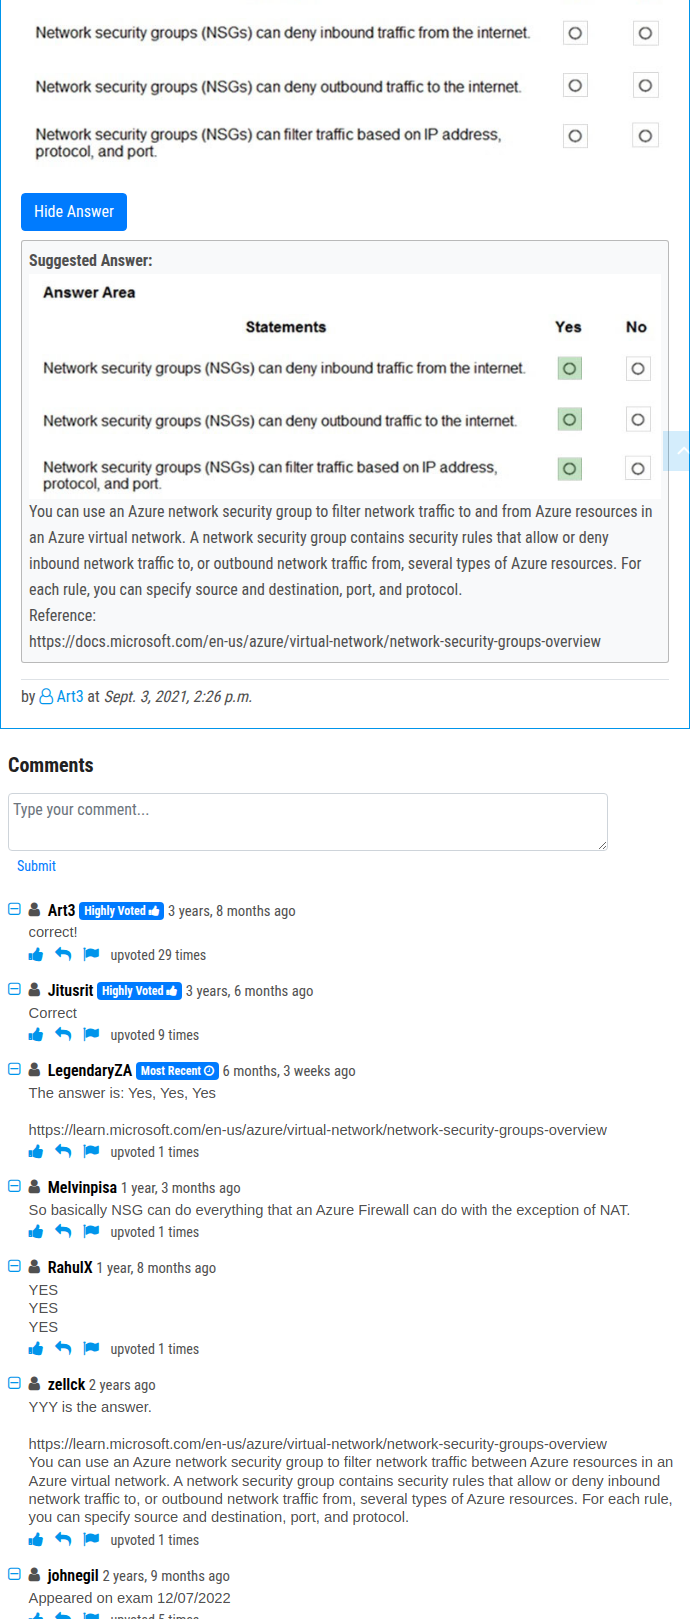 Network security groups (NSGs) can deny inbound traffic from the internet.
Network security groups (NSGs) can deny outbound traffic to the internet.
Network security groups (NSGs) can filter traffic based on IP address,
protocol, and port.
Hide Answer
Suggested Answer:
Answer Area
Statements Yes No
Network security groups (NSGs) can deny inbound traffic from the internet.
Network security groups (NSGs) can deny outbound traffic to the internet.
Network security groups (NSGs) can filter traffic based on IP address,
protocol, and port.
You can use an Azure network security group to filter network traffic to and from Azure resources in
an Azure virtual network. A network security group contains security rules that allow or deny
inbound network traffic to, or outbound network traffic from, several types of Azure resources. For
each rule, you can specify source and destination, port, and protocol.
Reference:
https://docs.microsoft.com/en-us/azure/virtual-network/network-security-groups-overview
by Art3 at Sept. 3, 2021, 2:26 p.m.
Comments
Type your comment...
Submit
Art3 Highly Voted 3 years, 8 months ago
correct!
upvoted 29 times
Jitusrit Highly Voted 3 years, 6 months ago
Correct
upvoted 9 times
LegendaryZA Most Recent 6 months, 3 weeks ago
The answer is: Yes, Yes, Yes
https://learn.microsoft.com/en-us/azure/virtual-network/network-security-groups-overview
upvoted 1 times
Melvinpisa 1 year, 3 months ago
So basically NSG can do everything that an Azure Firewall can do with the exception of NAT.
upvoted 1 times
RahulX 1 year, 8 months ago
YES
YES
YES
upvoted 1 times
zellck 2 years ago
YYY is the answer.
https://learn.microsoft.com/en-us/azure/virtual-network/network-security-groups-overview
You can use an Azure network security group to filter network traffic between Azure resources in an
Azure virtual network. A network security group contains security rules that allow or deny inbound
network traffic to, or outbound network traffic from, several types of Azure resources. For each rule,
you can specify source and destination, port, and protocol.
upvoted 1 times
johnegil 2 years, 9 months ago
Appeared on exam 12/07/2022
upvoted 5 times